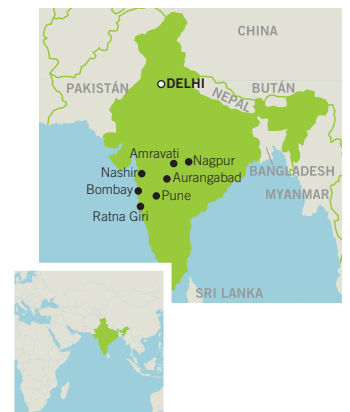 CHINA
PAKISTÁN
DELHI
NEPAL
BUTÁN
Amravati
Nagpur
Nashir
Aurangabad
BANGLADESH
Bombay
Pune
MYANMAR
Ratna Giri
SRI LANKA